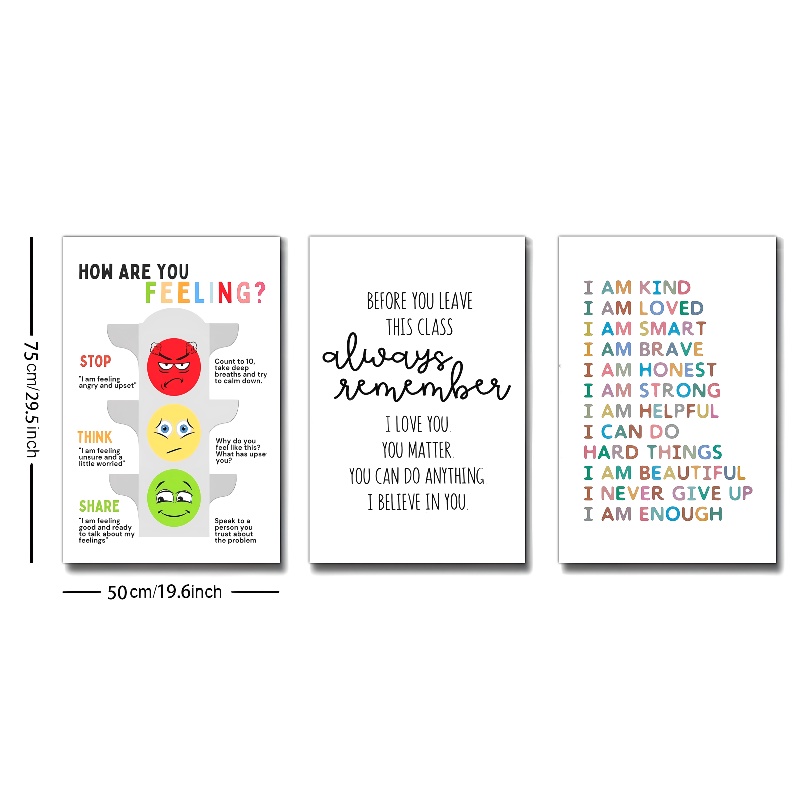 HOW ARE YOU
FEELING?
STOP
"I am feeling
angry and upset"
Count to 10,
take deep
breaths and try
to calm down.
THINK
"I am feeling
unsure and a
little worried"
Why do you
feel like this?
What has upse
you?
SHARE
"I am feeling
good and ready
to talk about my
feelings"
Speak to a
person you
trust about
the problem
75cm/29.5inch
50cm/19.6inch
BEFORE YOU LEAVE
THIS CLASS
always
remember
I LOVE YOU.
YOU MATTER.
YOU CAN DO ANYTHING
I BELIEVE IN YOU.
I AM KIND
I AM LOVED
I AM SMART
I AM BRAVE
I AM HONEST
I AM STRONG
I AM HELPFUL
I CAN DO
HARD THINGS
I AM BEAUTIFUL
I NEVER GIVE UP
I AM ENOUGH